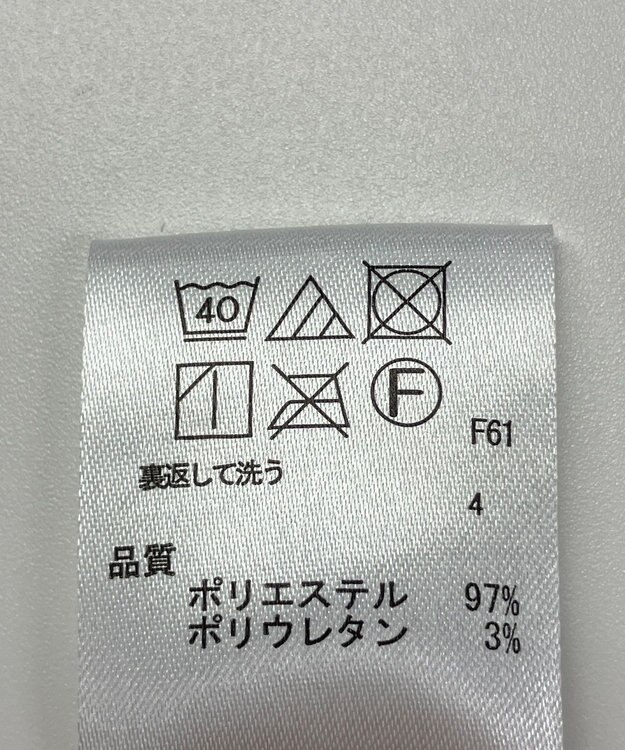 40
F
F61
裏返して洗う
4
品質
ポリエステル 97%
ポリウレタン 3%